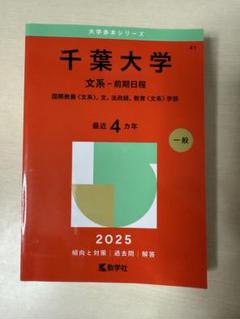 大学赤本シリーズ
41
千葉大学
文系－前期日程
国際教養〈文系〉、文、法政経、教育〈文系〉学部
最近4カ年
一般
2025
傾向と対策｜過去問｜解答
教学社